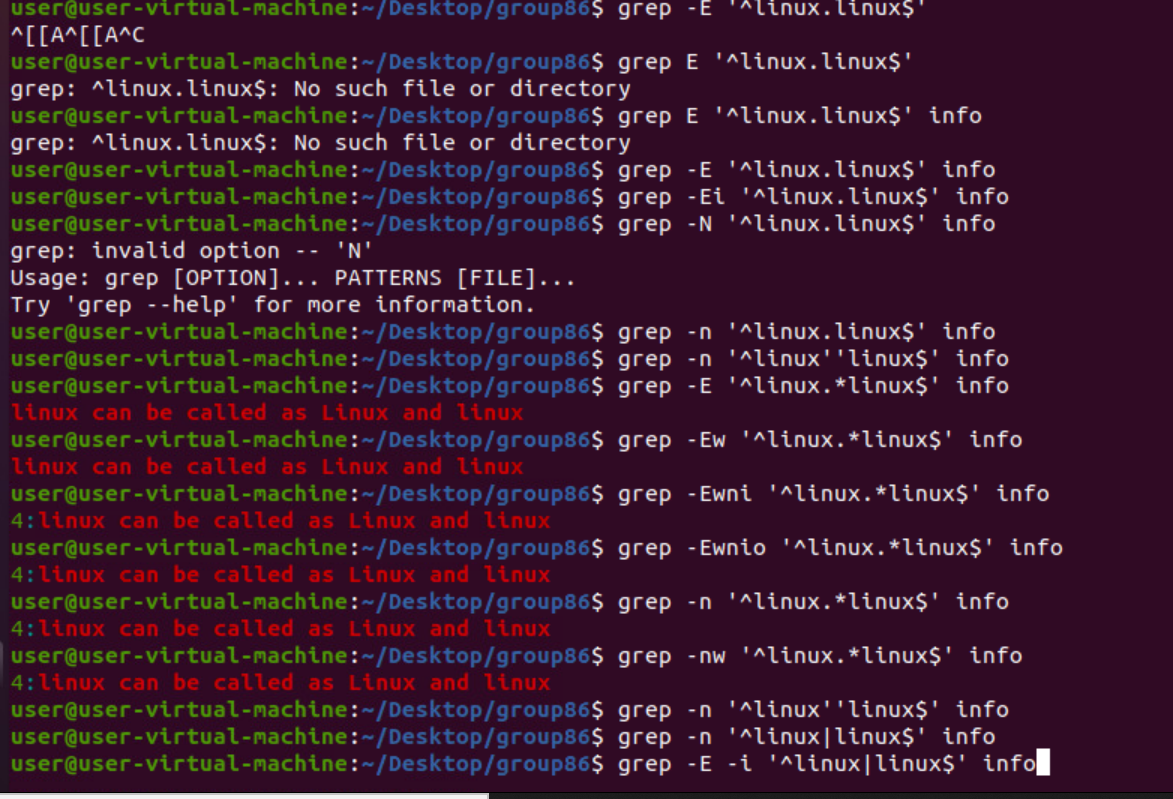 user@user-virtual-machine:~/Desktop/group86$ grep -E '^linux.linux$'
^[[A^[[A^C
user@user-virtual-machine:~/Desktop/group86$ grep E '^linux.linux$'
grep: ^linux.linux$: No such file or directory
user@user-virtual-machine:~/Desktop/group86$ grep E '^linux.linux$' info
grep: ^linux.linux$: No such file or directory
user@user-virtual-machine:~/Desktop/group86$ grep -E '^linux.linux$' info
user@user-virtual-machine:~/Desktop/group86$ grep -Ei '^linux.linux$' info
user@user-virtual-machine:~/Desktop/group86$ grep -N '^linux.linux$' info
grep: invalid option -- 'N'
Usage: grep [OPTION]... PATTERNS [FILE]...
Try 'grep --help' for more information.
user@user-virtual-machine:~/Desktop/group86$ grep -n '^linux.linux$' info
user@user-virtual-machine:~/Desktop/group86$ grep -n '^linux''linux$' info
user@user-virtual-machine:~/Desktop/group86$ grep -E '^linux.*linux$' info
linux can be called as Linux and linux
user@user-virtual-machine:~/Desktop/group86$ grep -Ew '^linux.*linux$' info
linux can be called as Linux and linux
user@user-virtual-machine:~/Desktop/group86$ grep -Ewni '^linux.*linux$' info
4:linux can be called as Linux and linux
user@user-virtual-machine:~/Desktop/group86$ grep -Ewnio '^linux.*linux$' info
4:linux can be called as Linux and linux
user@user-virtual-machine:~/Desktop/group86$ grep -n '^linux.*linux$' info
4:linux can be called as Linux and linux
user@user-virtual-machine:~/Desktop/group86$ grep -nw '^linux.*linux$' info
4:linux can be called as Linux and linux
user@user-virtual-machine:~/Desktop/group86$ grep -n '^linux''linux$' info
user@user-virtual-machine:~/Desktop/group86$ grep -n '^linux|linux$' info
user@user-virtual-machine:~/Desktop/group86$ grep -E -i '^linux|linux$' info